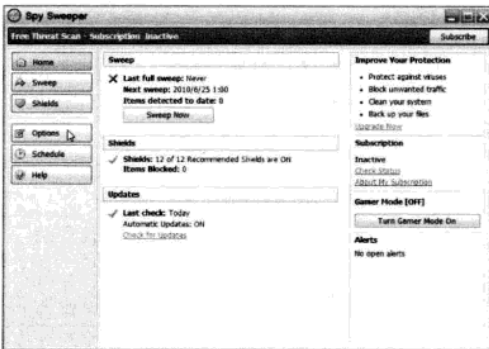 Spy Sweeper
Free Threat Scan - Subscription Inactive
Subscribe
Home
Sweep
Shields
Options
Schedule
Help
Sweep
Last full sweep: Never
Next sweep: 2010/6/25 1:00
Items detected to date: 0
Sweep Now
Shields
Shields: 12 of 12 Recommended Shields are ON
Items Blocked: 0
Updates
Last check: Today
Automatic Updates: ON
Check for Updates
Improve Your Protection
• Protect against viruses
• Block unwanted traffic
• Clean your system
• Back up your files
Upgrade Now
Subscription
Inactive
Check Status
About My Subscription
Gamer Mode [OFF]
Turn Gamer Mode On
Alerts
No open alerts